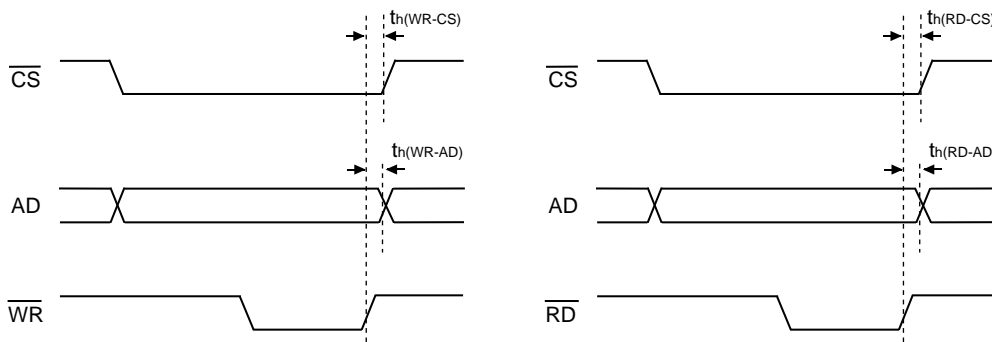 th(WR-CS)
CS
th(WR-AD)
AD
WR
th(RD-CS)
CS
th(RD-AD
AD
RD